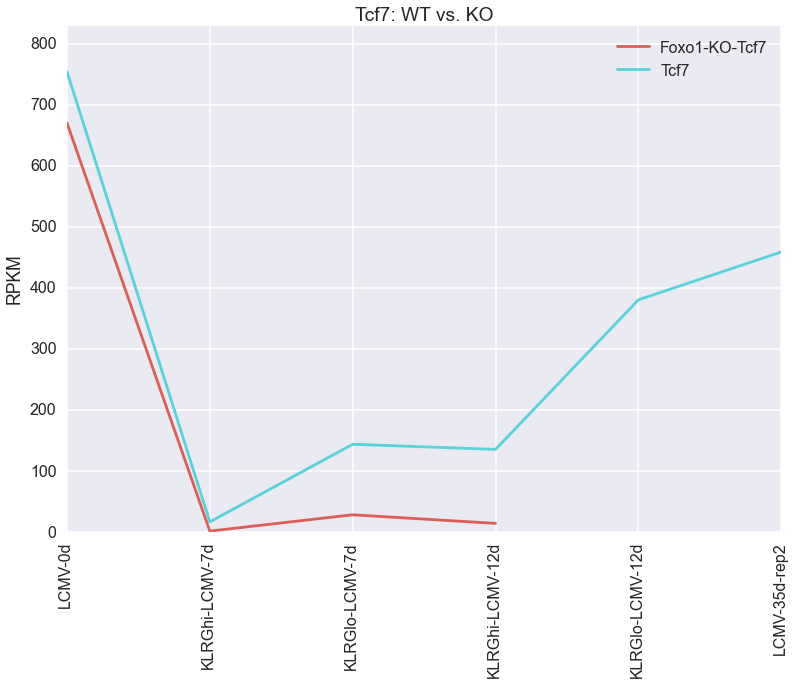 Tcf7: WT vs. KO
Foxo1-KO-Tcf7
Tcf7
RPKM
800
700
600
500
400
300
200
100
0
LCMV-0d
KLRGhi-LCMV-7d
KLRGlo-LCMV-7d
KLRGhi-LCMV-12d
KLRGlo-LCMV-12d
LCMV-35d-rep2